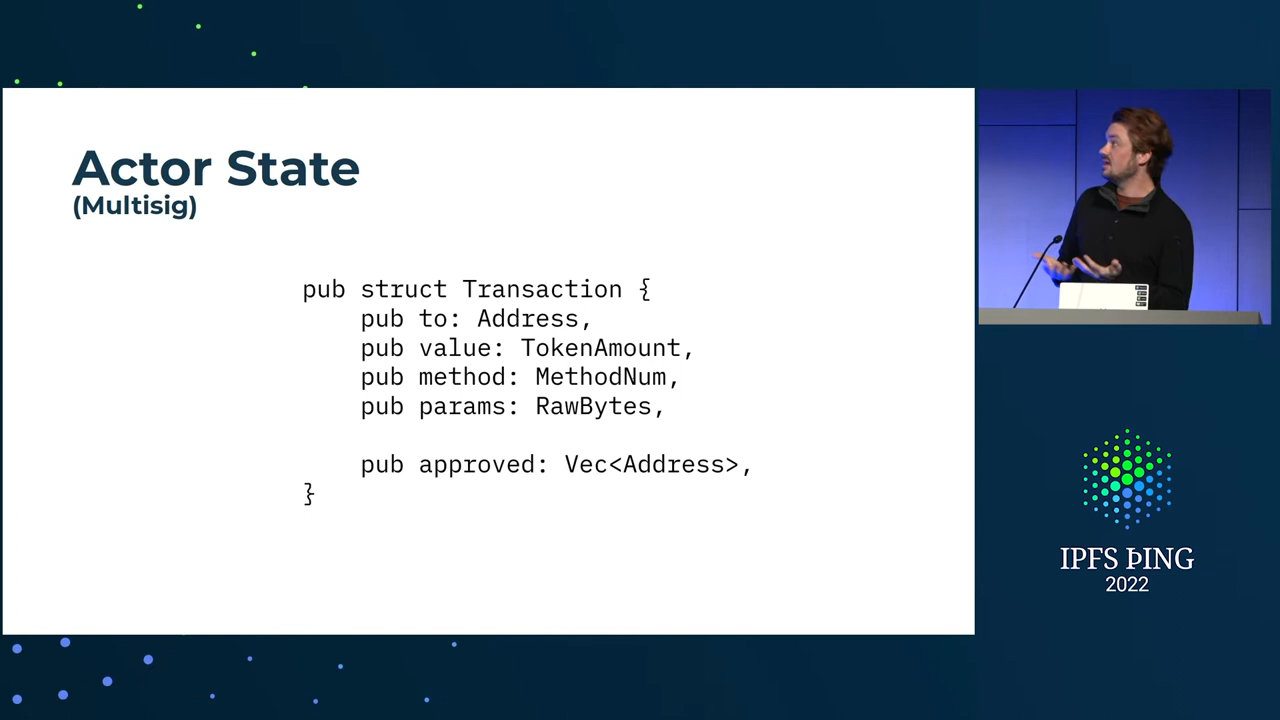 Actor State
(Multisig)
pub struct Transaction {
    pub to: Address,
    pub value: TokenAmount,
    pub method: MethodNum,
    pub params: RawBytes,

    pub approved: Vec<Address>,
}
IPFS ÞING
2022